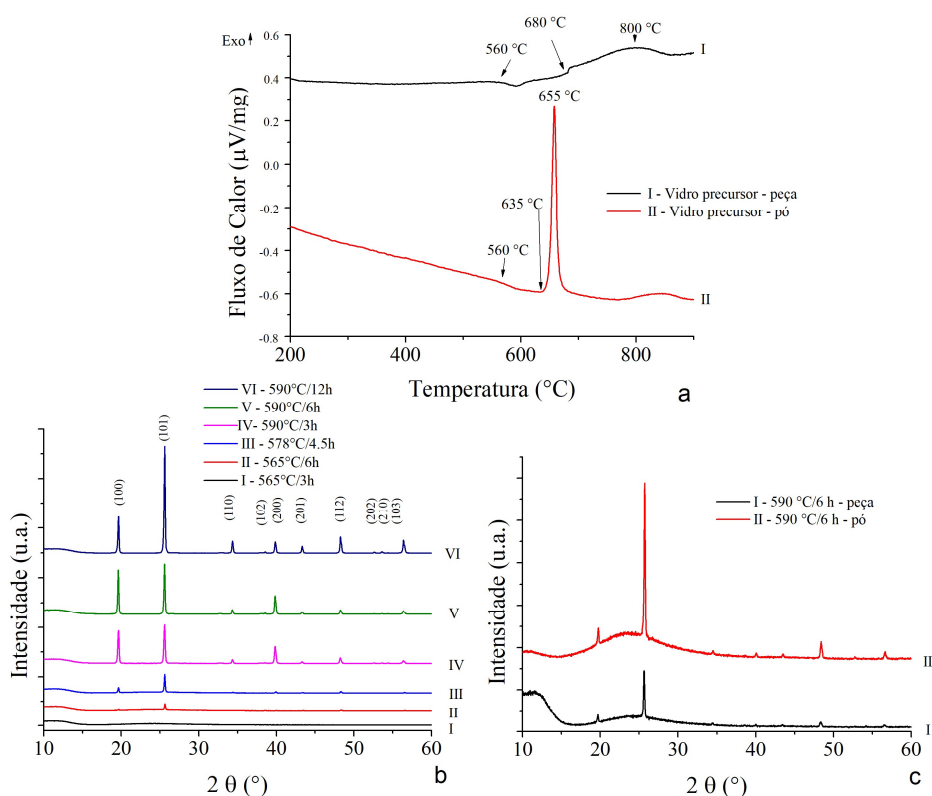 Exo
0.6
0.4
0.2
0.0
-0.2
-0.4
-0.6
-0.8
Fluxo de Calor (µV/mg)
560 °C
680 °C
800 °C
I
655 °C
635 °C
560 °C
II
I - Vidro precursor - peça
II - Vidro precursor - pó
200
400
600
800
Temperatura (°C)
a
VI - 590°C/12h
V - 590°C/6h
IV- 590°C/3h
III - 578°C/4.5h
II - 565°C/6h
I - 565°C/3h
(100)
(101)
(110)
(102)
(200)
(201)
(112)
(202)
(210)
(103)
VI
V
IV
III
II
I
Intensidade (u.a.)
10
20
30
40
50
60
2 θ (°)
b
I - 590 °C/6 h - peça
II - 590 °C/6 h - pó
II
I
Intensidade (u.a.)
10
20
30
40
50
60
2 θ (°)
c